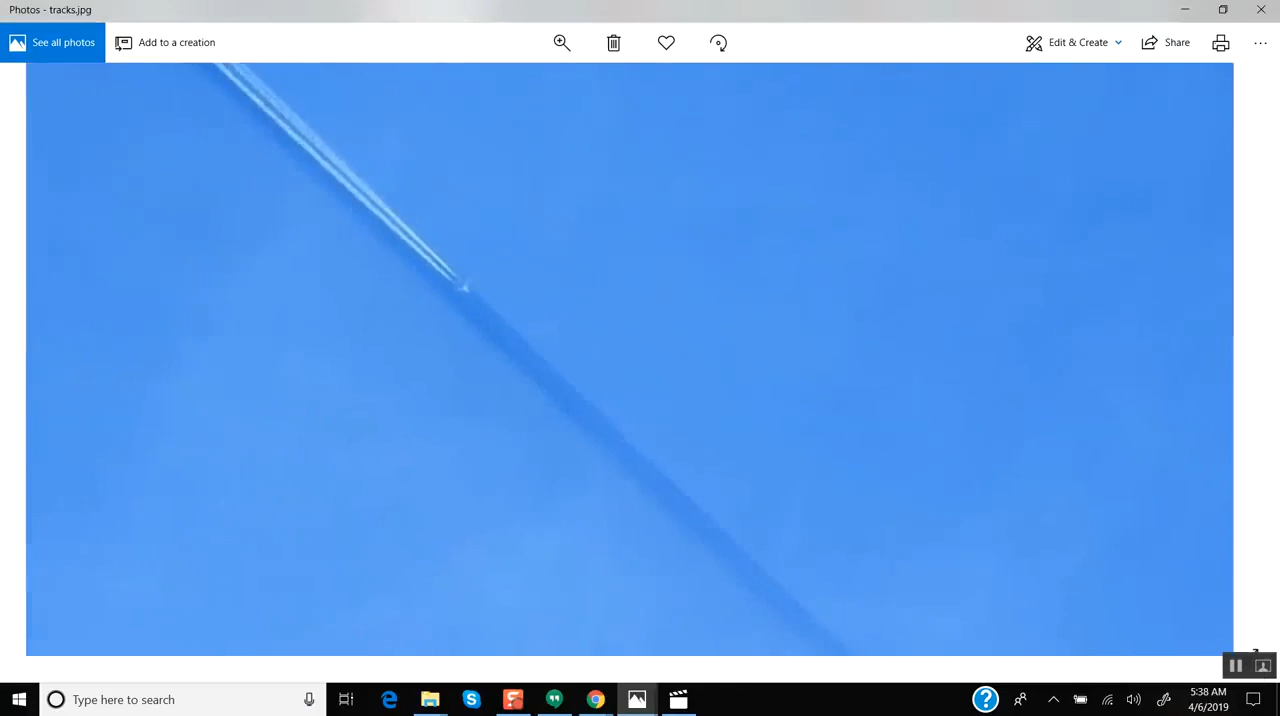 Photos - tracks.jpg
See all photos
Add to a creation
Edit & Create
Share
Type here to search
5:38 AM
4/6/2019